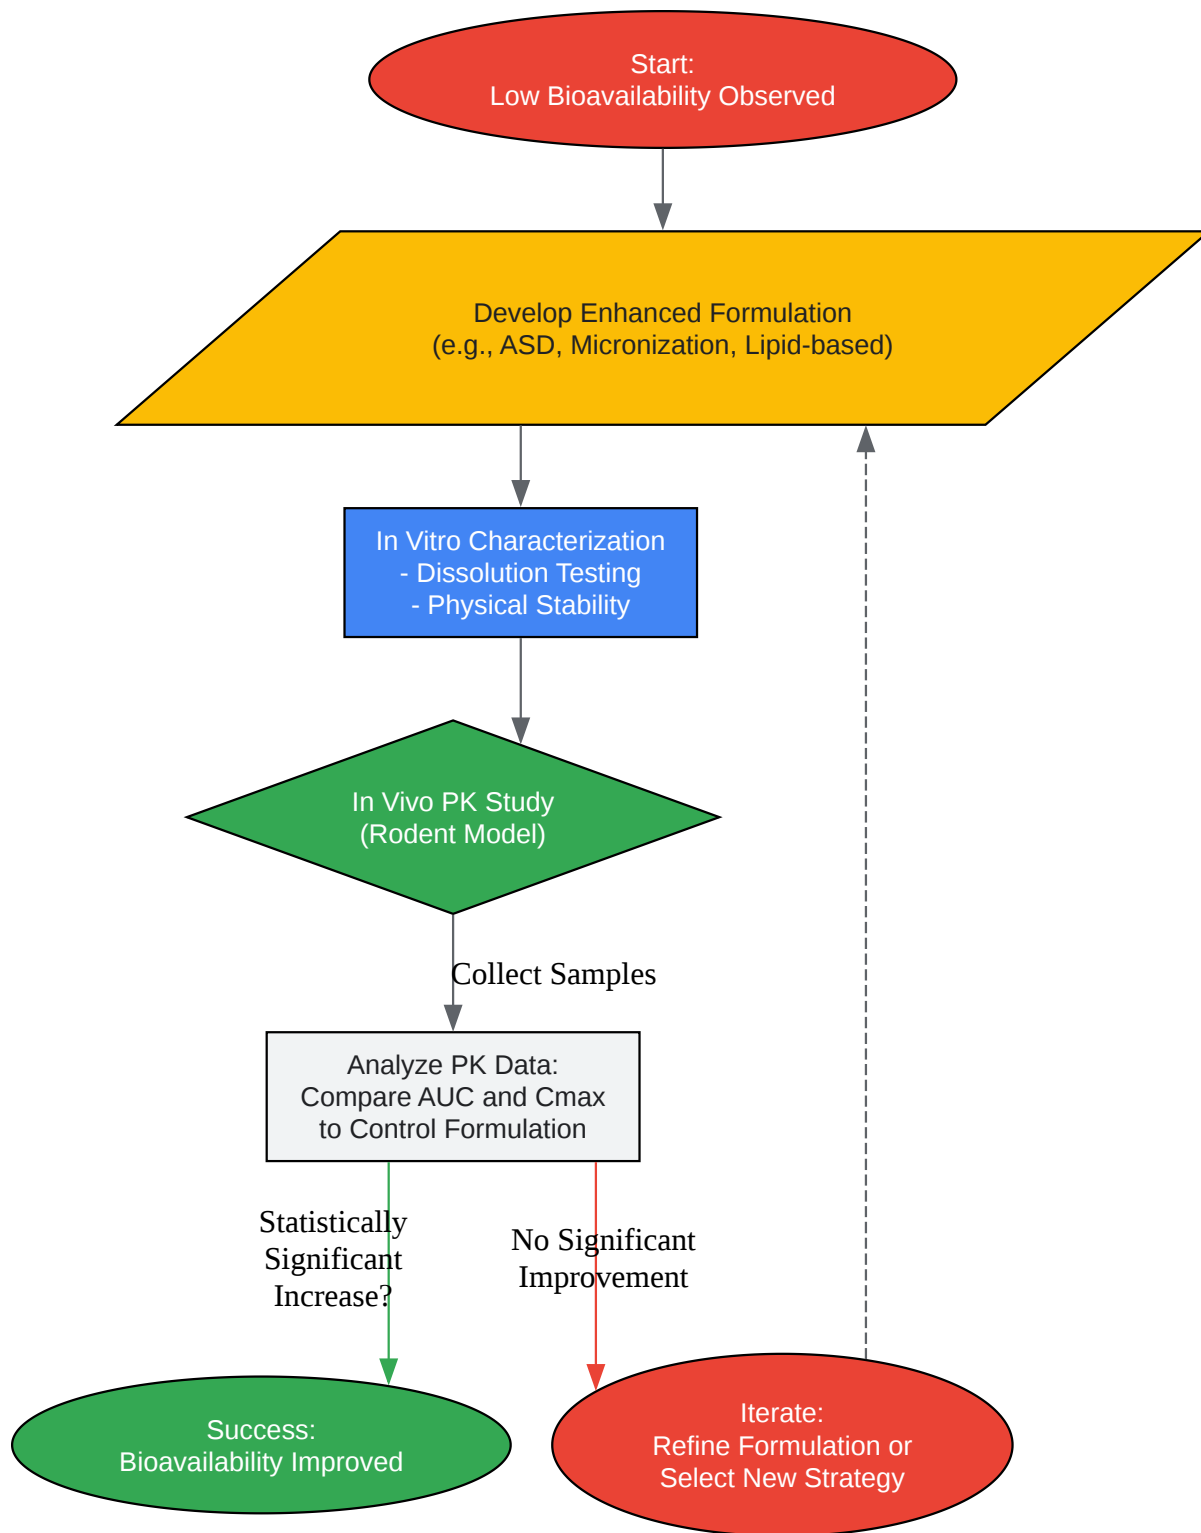 Start:
Low Bioavailability Observed
Develop Enhanced Formulation
(e.g., ASD, Micronization, Lipid-based)
In Vitro Characterization
- Dissolution Testing
- Physical Stability
In Vivo PK Study
(Rodent Model)
Collect Samples
Analyze PK Data:
Compare AUC and Cmax
to Control Formulation
Statistically
Significant
Increase?
No Significant
Improvement
Success:
Bioavailability Improved
Iterate:
Refine Formulation or
Select New Strategy